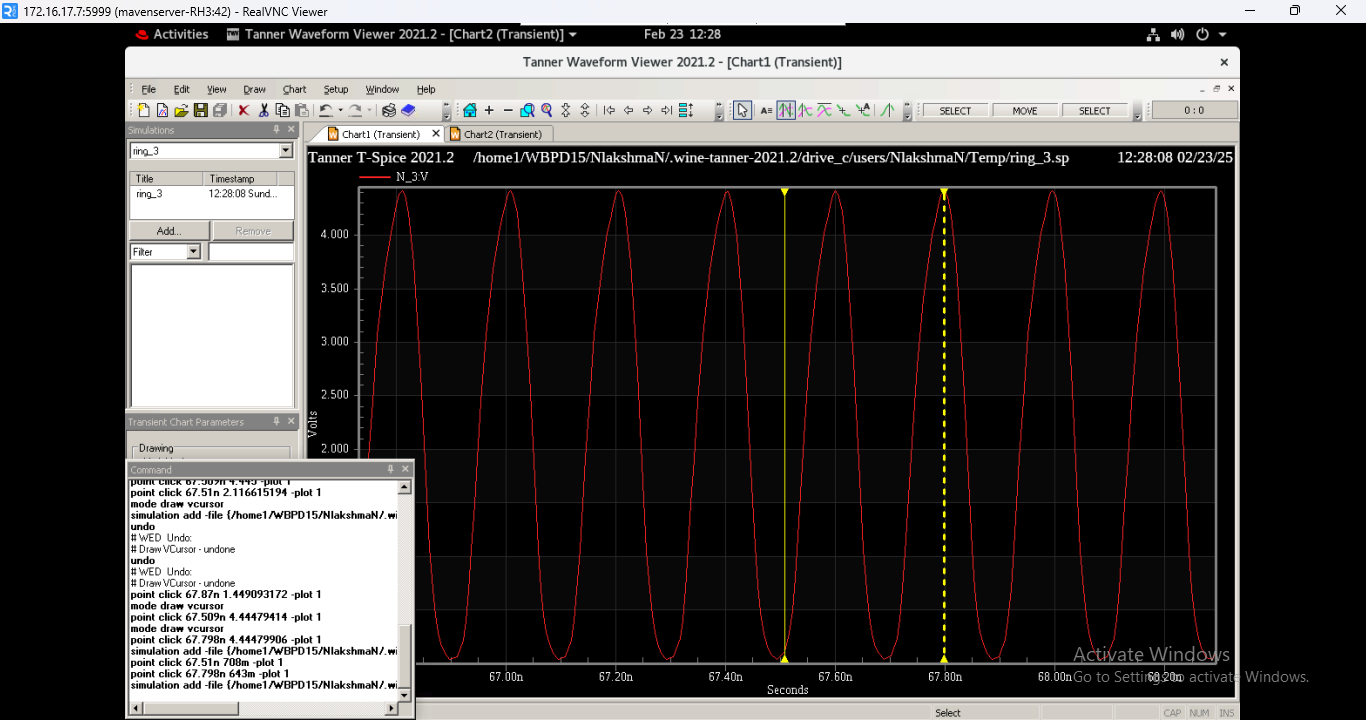 172.16.17.7:5999 (mavenserver-RH3:42) - RealVNC Viewer
Activities Tanner Waveform Viewer 2021.2 - [Chart2 (Transient)] Feb 23 12:28
Tanner Waveform Viewer 2021.2 - [Chart1 (Transient)]
File Edit View Draw Chart Setup Window Help
SELECT MOVE SELECT 0 : 0
Simulations
Chart1 (Transient) Chart2 (Transient)
ring_3
Title Timestamp
ring_3 12:28:08 Sund...
Add... Remove
Filter
Tanner T-Spice 2021.2 /home1/WBPD15/NlakshmaN/.wine-tanner-2021.2/drive_c/users/NlakshmaN/Temp/ring_3.sp 12:28:08 02/23/25
N_3:V
4.000
3.500
3.000
2.500
2.000
Volts
67.00n 67.20n 67.40n 67.60n 67.80n 68.00n 68.20n
Seconds
Transient Chart Parameters
Drawing
Command
point click 67.509n 4.445 -plot 1
point click 67.51n 2.116615194 -plot 1
mode draw vcursor
simulation add -file {/home1/WBPD15/NlakshmaN/.wi
undo
# WED Undo:
# Draw VCursor - undone
undo
# WED Undo:
# Draw VCursor - undone
point click 67.87n 1.449093172 -plot 1
mode draw vcursor
point click 67.509n 4.44479414 -plot 1
mode draw vcursor
point click 67.798n 4.44479906 -plot 1
simulation add -file {/home1/WBPD15/NlakshmaN/.wi
point click 67.51n 708m -plot 1
point click 67.798n 643m -plot 1
simulation add -file {/home1/WBPD15/NlakshmaN/.wi
Activate Windows
Go to Settings to activate Windows.
Select CAP NUM INS